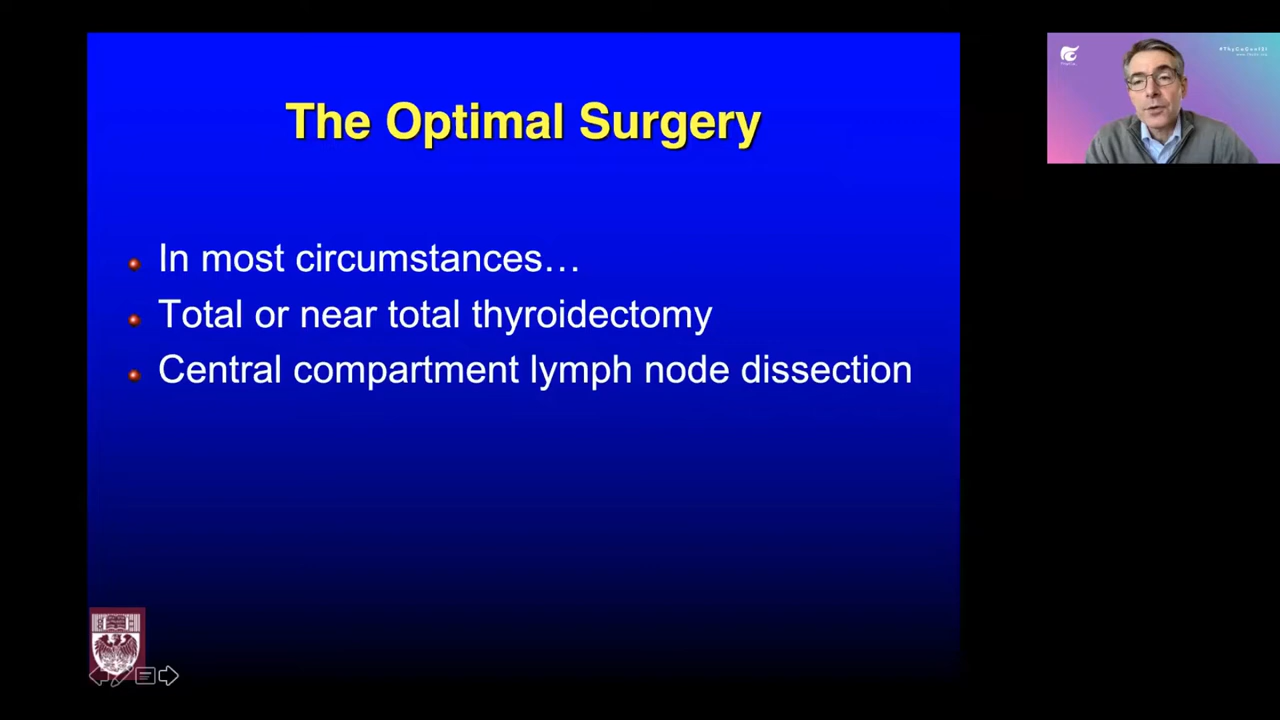 The Optimal Surgery
In most circumstances…
Total or near total thyroidectomy
Central compartment lymph node dissection